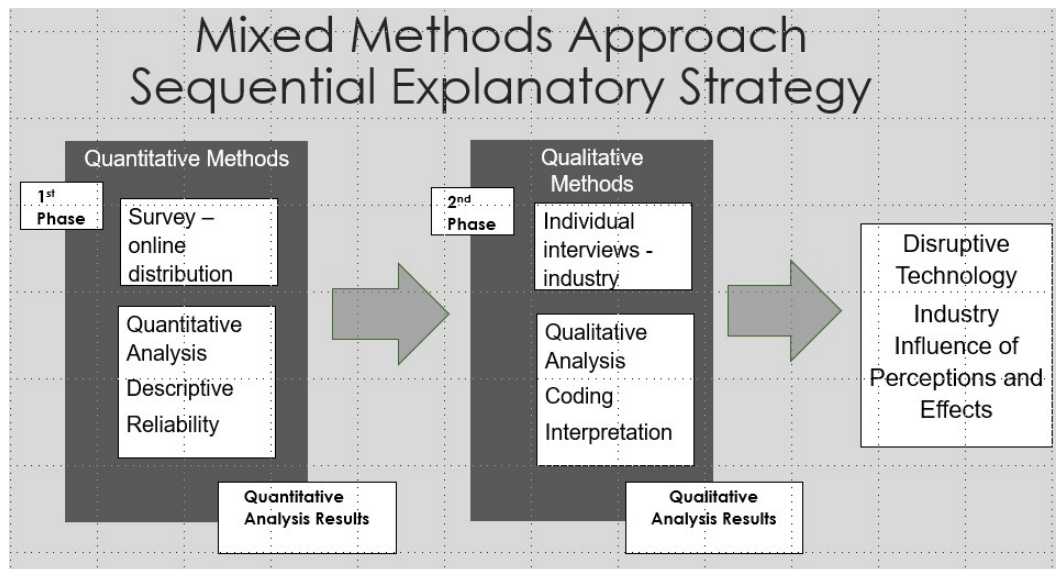 Mixed Methods Approach
Sequential Explanatory Strategy
Quantitative Methods
1st
Phase
Survey –
online
distribution
Quantitative
Analysis
Descriptive
Reliability
Quantitative
Analysis Results
Qualitative
Methods
2nd
Phase
Individual
interviews -
industry
Qualitative
Analysis
Coding
Interpretation
Qualitative
Analysis Results
Disruptive
Technology
Industry
Influence of
Perceptions and
Effects